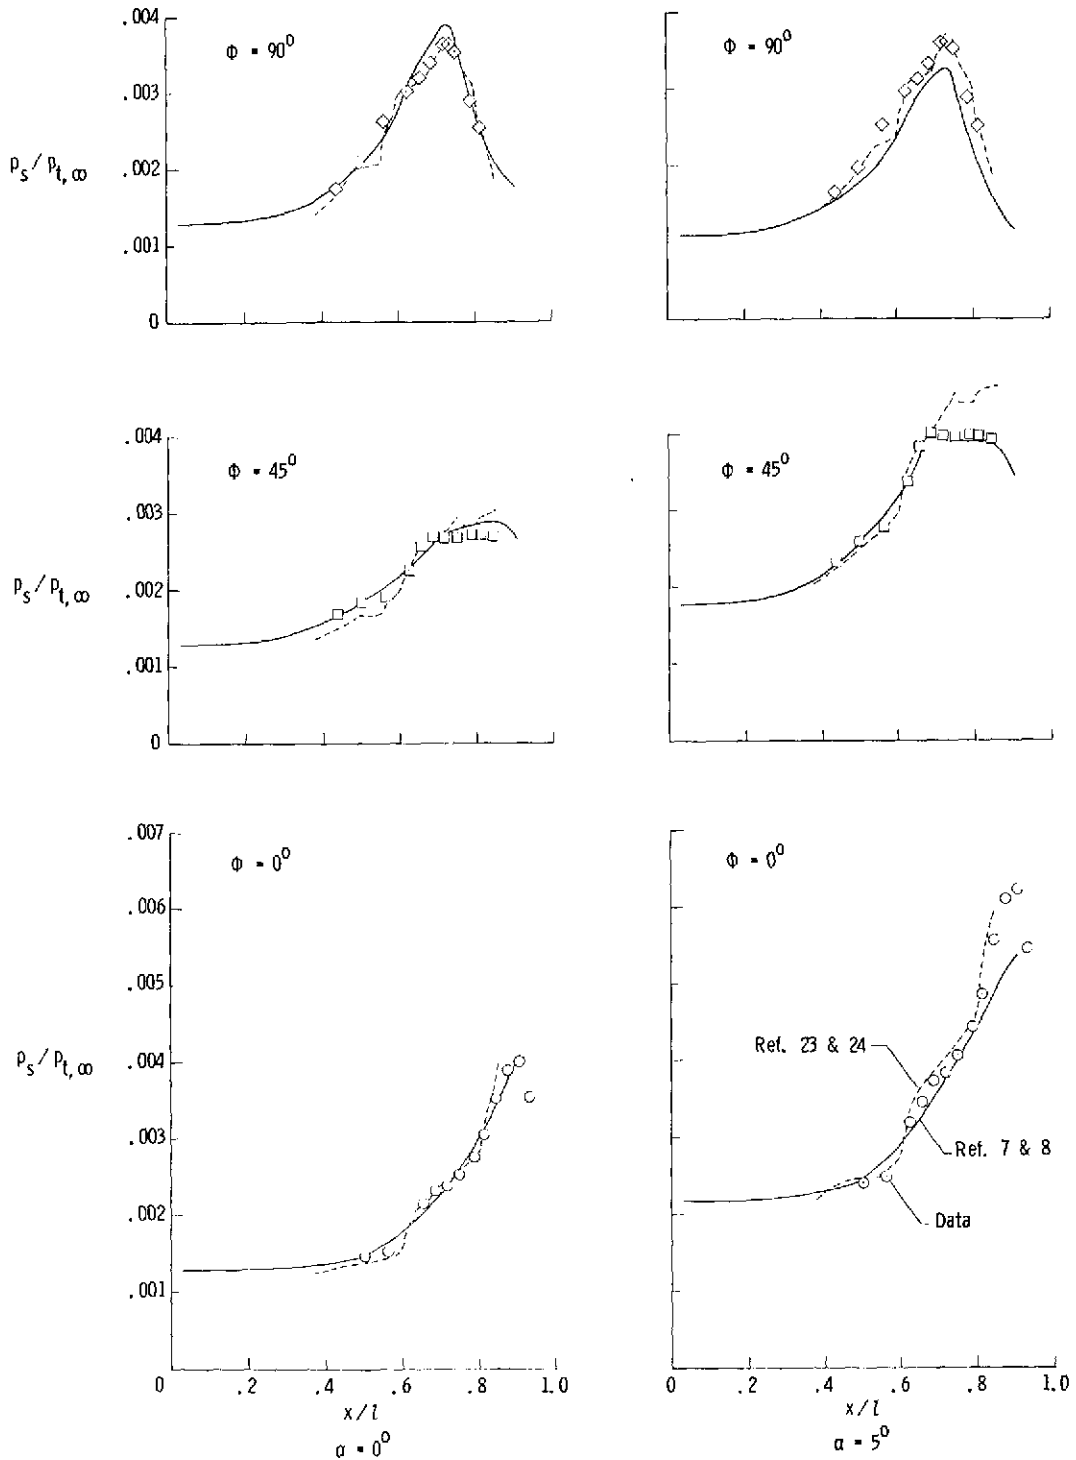 .004
.003
.002
.001
0
Φ = 90⁰
pₛ/pₜ,∞
Φ = 90⁰
.004
.003
.002
.001
0
Φ = 45⁰
pₛ/pₜ,∞
Φ = 45⁰
.007
.006
.005
.004
.003
.002
.001
0 .2 .4 .6 .8 1.0
Φ = 0⁰
pₛ/pₜ,∞
x/l
α = 0⁰
Φ = 0⁰
Ref. 23 & 24
Ref. 7 & 8
Data
0 .2 .4 .6 .8 1.0
x/l
α = 5⁰